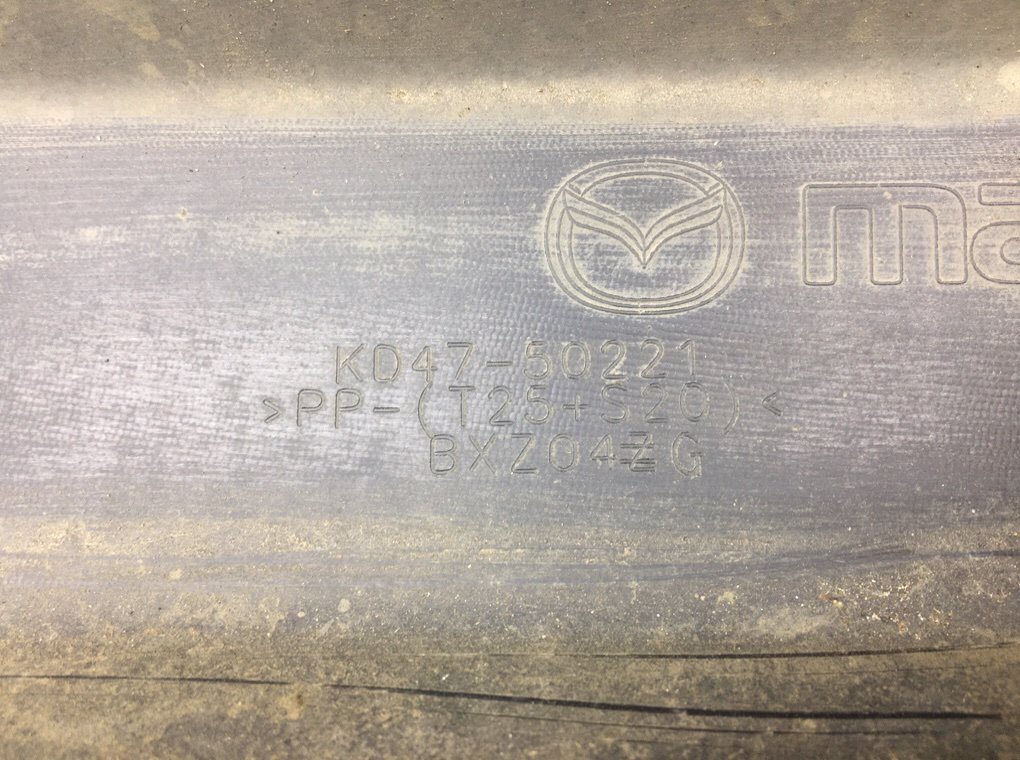 ma
KD47-50221
>PP-(T25+S20)<
BXZ04 G